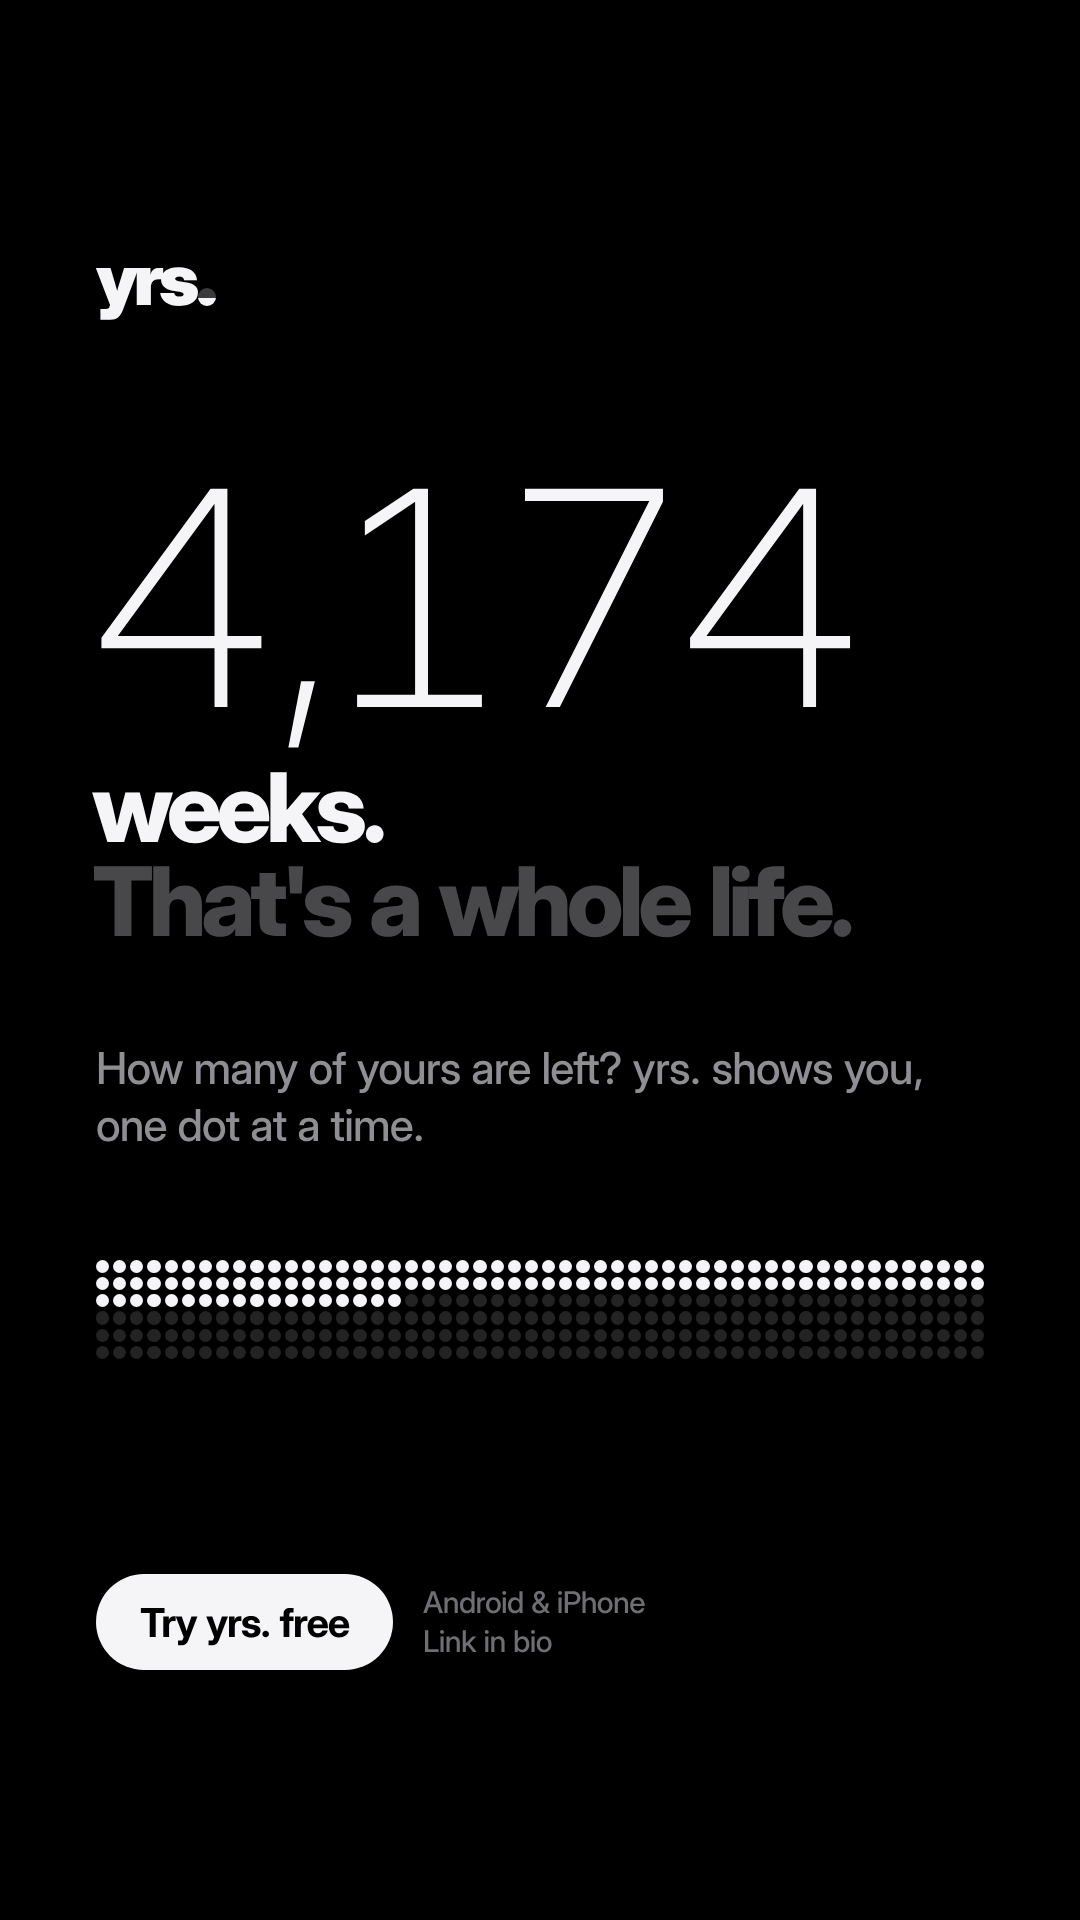 yrs.
4,174
weeks.
That's a whole life.
How many of yours are left? yrs. shows you,
one dot at a time.
Try yrs. free
Android & iPhone
Link in bio